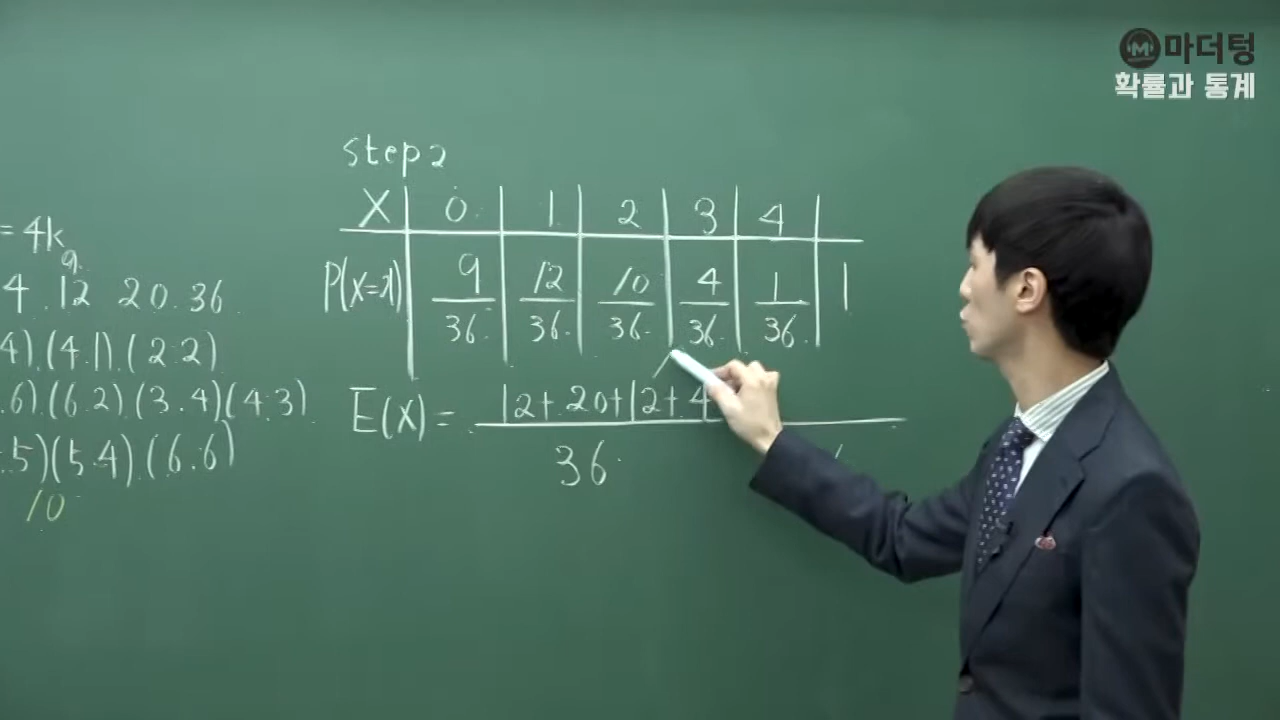 마더텅
확률과 통계
step 2
X 0 1 2 3 4
P(X=x) 9/36 12/36 10/36 4/36 1/36 1
E(X) = 12+20+12+4
36
= 4k
9
4. 12 20. 36
4).(4.1)(2.2)
.6).(6.2)(3.4)(4.3)
.5)(5.4)(6.6)
10